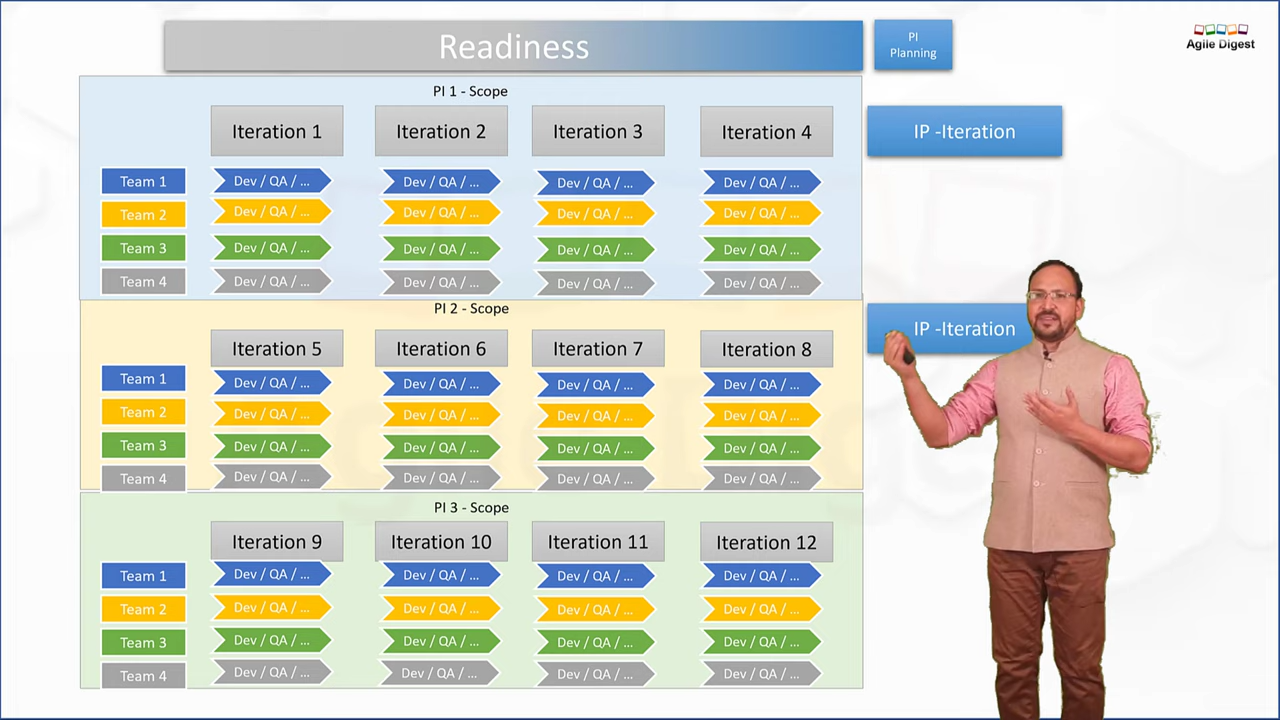 Readiness
PI
Planning
Agile Digest
PI 1 - Scope
Iteration 1
Iteration 2
Iteration 3
Iteration 4
IP -Iteration
Team 1
Dev / QA / ...
Dev / QA / ...
Dev / QA / ...
Dev / QA / ...
Team 2
Dev / QA / ...
Dev / QA / ...
Dev / QA / ...
Dev / QA / ...
Team 3
Dev / QA / ...
Dev / QA / ...
Dev / QA / ...
Dev / QA / ...
Team 4
Dev / QA / ...
Dev / QA / ...
Dev / QA / ...
Dev / QA / ...
PI 2 - Scope
IP -Iteration
Iteration 5
Iteration 6
Iteration 7
Iteration 8
Team 1
Dev / QA / ...
Dev / QA / ...
Dev / QA / ...
Dev / QA / ...
Team 2
Dev / QA / ...
Dev / QA / ...
Dev / QA / ...
Dev / QA / ...
Team 3
Dev / QA / ...
Dev / QA / ...
Dev / QA / ...
Dev / QA / ...
Team 4
Dev / QA / ...
Dev / QA / ...
Dev / QA / ...
Dev / QA / ...
PI 3 - Scope
Iteration 9
Iteration 10
Iteration 11
Iteration 12
Team 1
Dev / QA / ...
Dev / QA / ...
Dev / QA / ...
Dev / QA / ...
Team 2
Dev / QA / ...
Dev / QA / ...
Dev / QA / ...
Dev / QA / ...
Team 3
Dev / QA / ...
Dev / QA / ...
Dev / QA / ...
Dev / QA / ...
Team 4
Dev / QA / ...
Dev / QA / ...
Dev / QA / ...
Dev / QA / ...